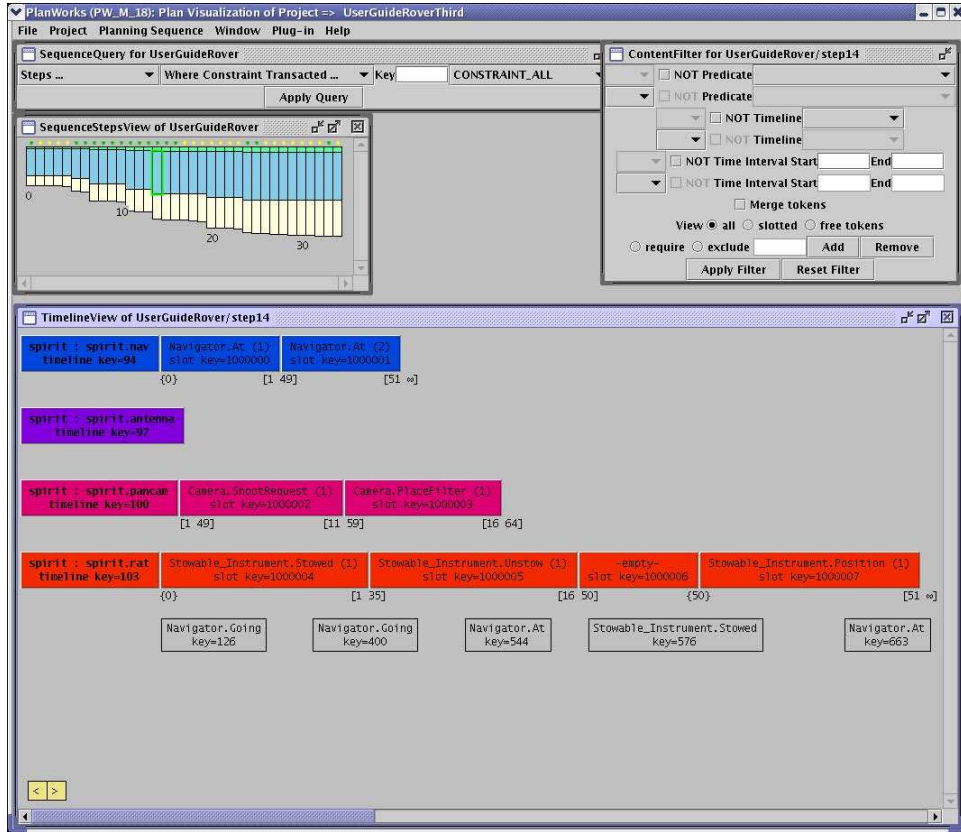 PlanWorks (PW_M_18): Plan Visualization of Project => UserGuideRoverThird
File Project Planning Sequence Window Plug-in Help
SequenceQuery for UserGuideRover
Steps ... Where Constraint Transacted ... Key CONSTRAINT_ALL
Apply Query
SequenceStepsView of UserGuideRover
0
10
20
30
ContentFilter for UserGuideRover/step14
NOT Predicate
NOT Predicate
NOT Timeline
NOT Timeline
NOT Time Interval Start End
NOT Time Interval Start End
Merge tokens
View all slotted free tokens
require exclude Add Remove
Apply Filter Reset Filter
TimelineView of UserGuideRover/step14
spirit : spirit.nav Navigator.At (1) Navigator.At (2)
timeline key=94 slot key=1000000 slot key=1000001
{0} [1 49] [51 ∞]
spirit : spirit.antenna
timeline key=97
spirit : spirit.pancam Camera.ShootRequest (1) Camera.PlaceFilter (1)
timeline key=100 slot key=1000002 slot key=1000003
[1 49] [11 59] [16 64]
spirit : spirit.rat Stowable_Instrument.Stowed (1) Stowable_Instrument.Unstow (1) -empty- Stowable_Instrument.Position (1)
timeline key=103 slot key=1000004 slot key=1000005 slot key=1000006 slot key=1000007
{0} [1 35] [16 50] {50} [51 ∞]
Navigator.Going Navigator.Going Navigator.At Stowable_Instrument.Stowed Navigator.At
key=126 key=400 key=544 key=576 key=663
< >